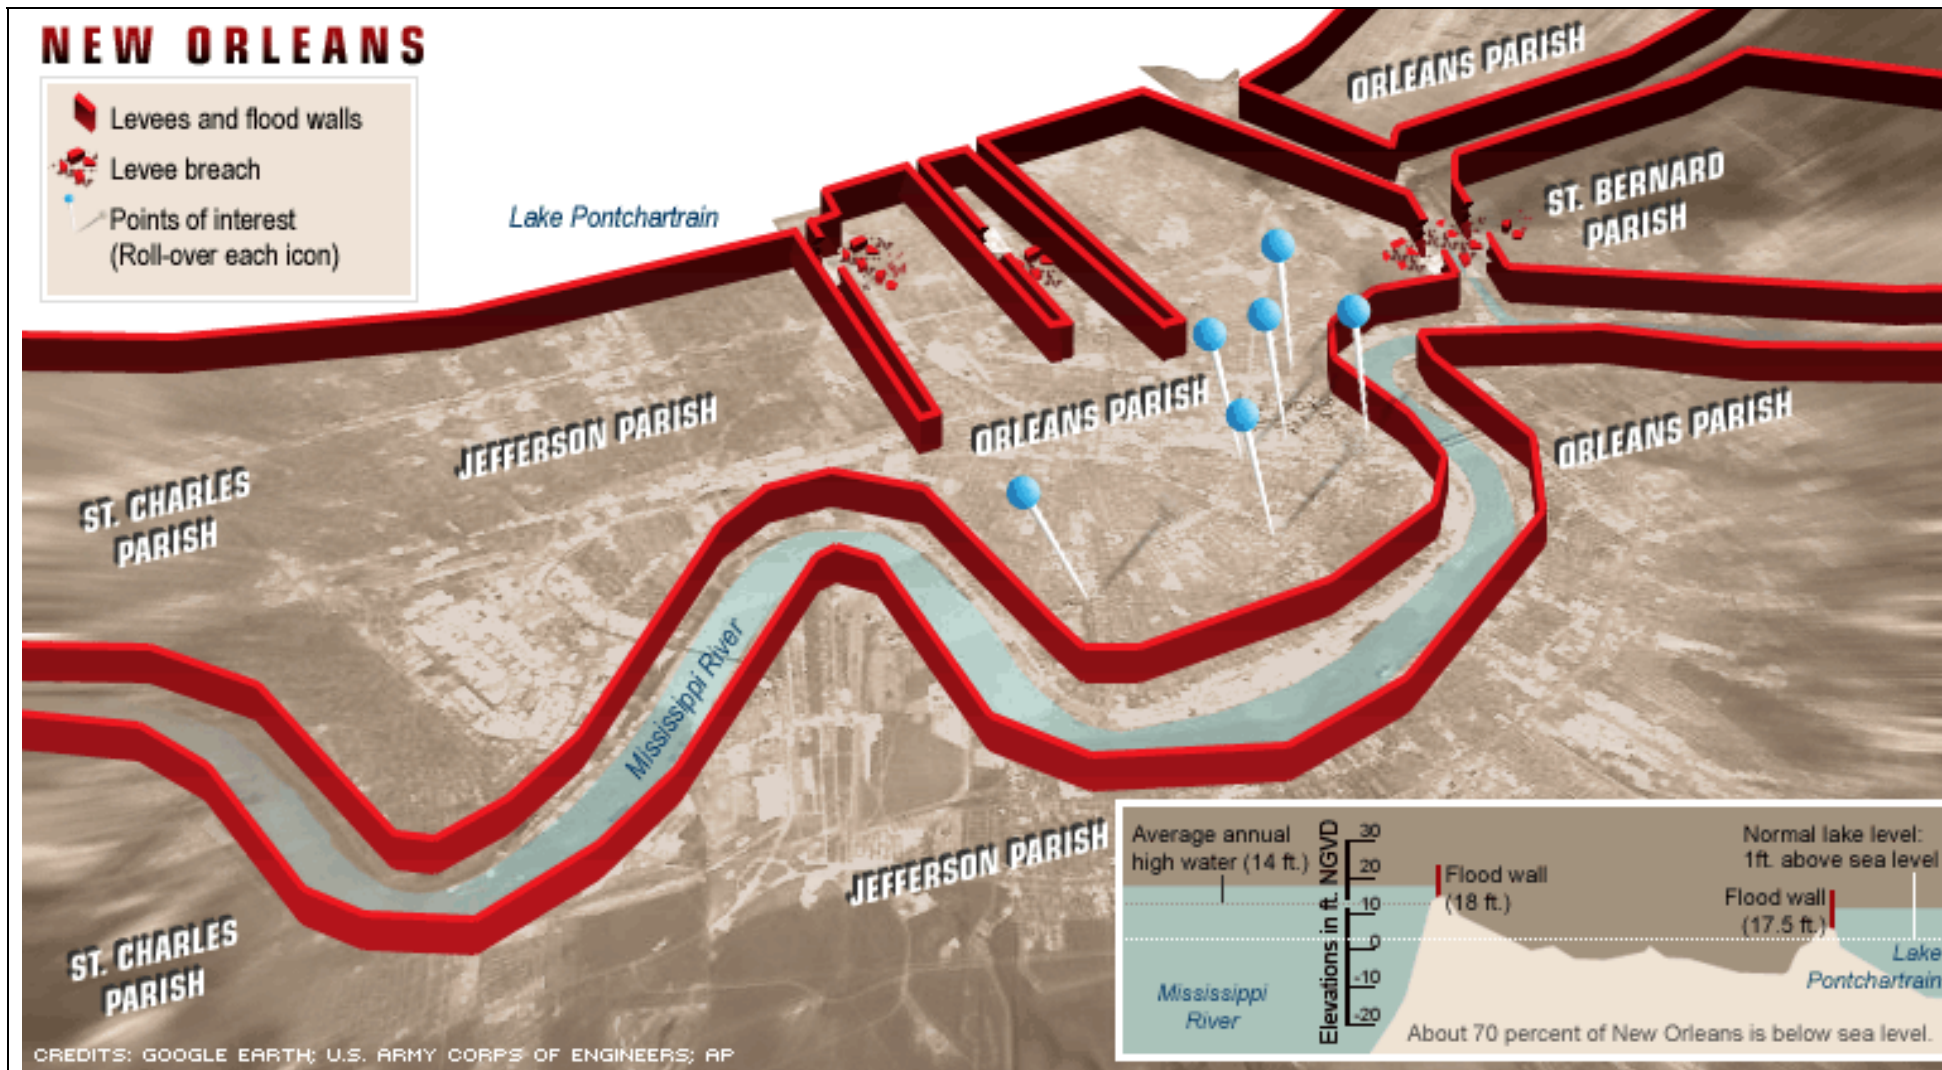 NEW ORLEANS
Levees and flood walls
Levee breach
Points of interest
(Roll-over each icon)
Lake Pontchartrain
ORLEANS PARISH
ST. BERNARD
PARISH
JEFFERSON PARISH
ORLEANS PARISH
ORLEANS PARISH
ST. CHARLES
PARISH
Mississippi River
JEFFERSON PARISH
ST. CHARLES
PARISH
Average annual
high water (14 ft.)
Elevations in ft. NGVD
30
20
10
0
-10
-20
Flood wall
(18 ft.)
Normal lake level:
1ft. above sea level
Flood wall
(17.5 ft.)
Lake
Pontchartrain
Mississippi
River
About 70 percent of New Orleans is below sea level.
CREDITS: GOOGLE EARTH; U.S. ARMY CORPS OF ENGINEERS; AP